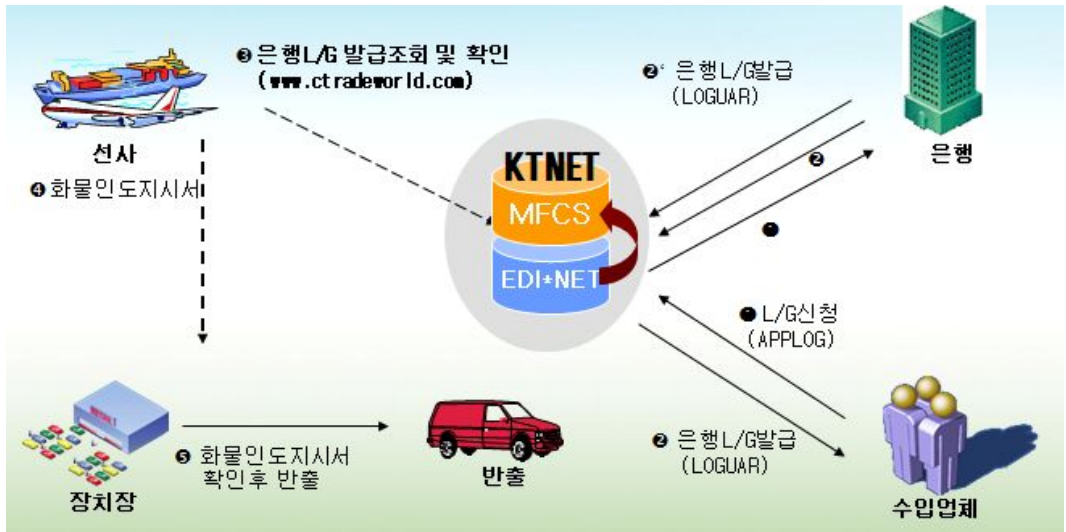 ❸ 은행L/G 발급조회 및 확인
(www.ctradeworld.com)
❷' 은행L/G발급
(LOGUAR)
선사
은행
❷
KTNET
MFCS
EDI*NET
❹ 화물인도지시서
❶
❶ L/G신청
(APPLOG)
❷ 은행L/G발급
(LOGUAR)
❺ 화물인도지시서
확인후 반출
장치장
반출
수입업체